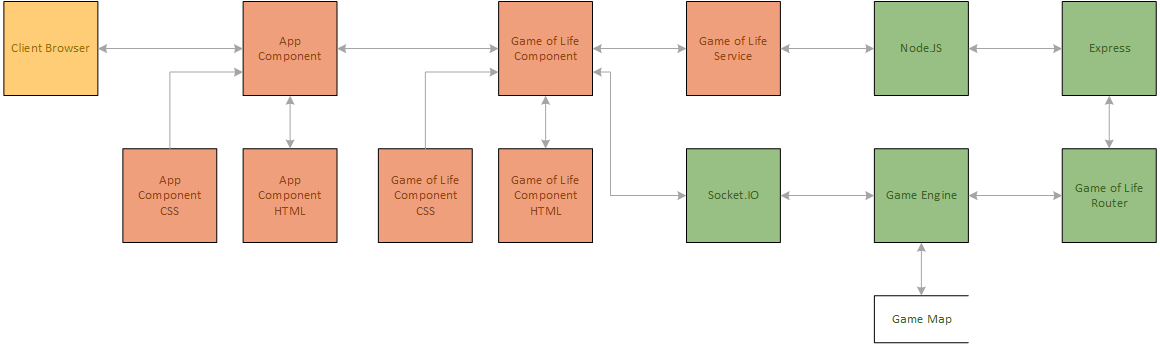 Client Browser
App
Component
Game of Life
Component
Game of Life
Service
Node.JS
Express
App
Component
CSS
App
Component
HTML
Game of Life
Component
CSS
Game of Life
Component
HTML
Socket.IO
Game Engine
Game of Life
Router
Game Map